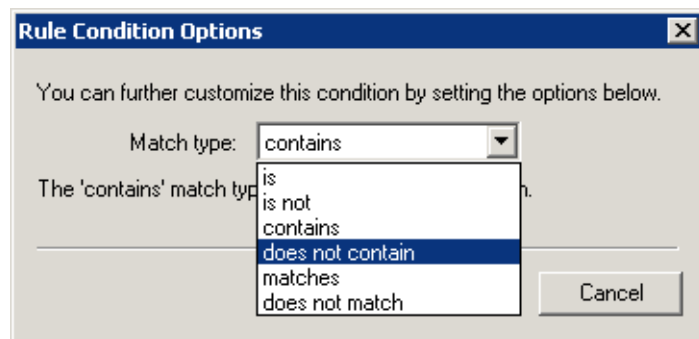 Rule Condition Options
You can further customize this condition by setting the options below.
Match type: contains
The 'contains' match typ
is
is not
contains
does not contain
matches
does not match
Cancel